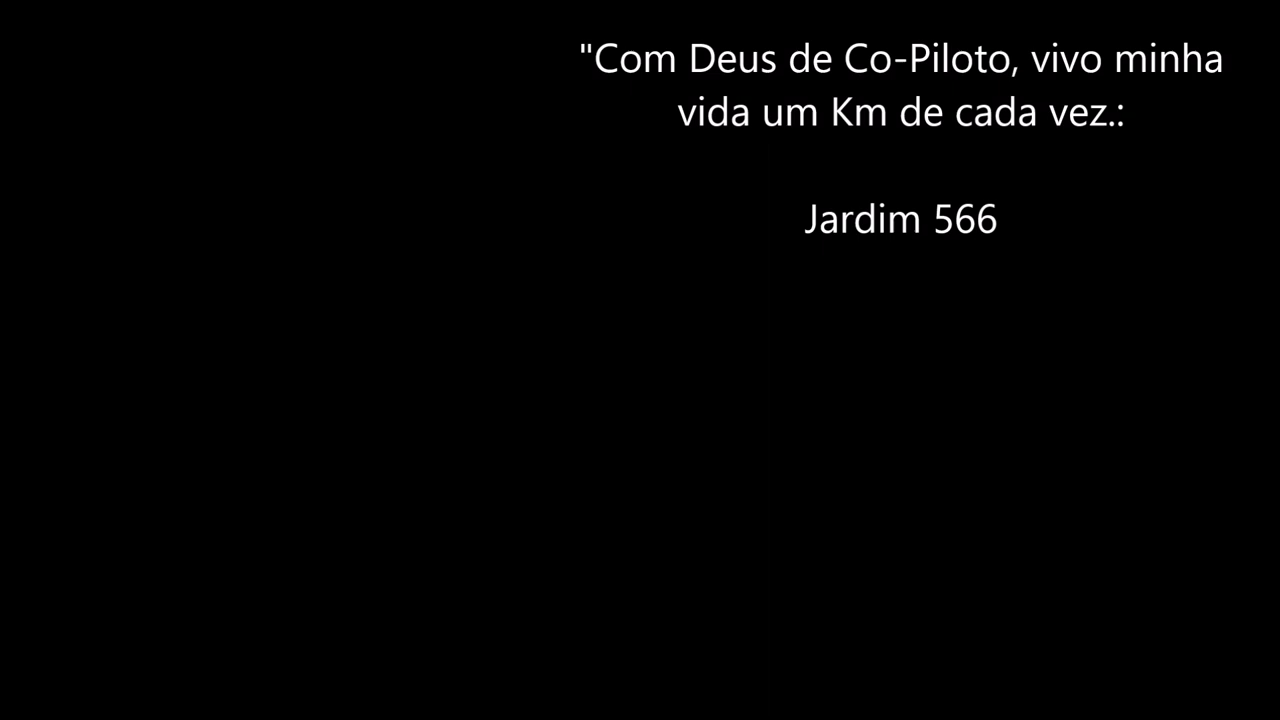 "Com Deus de Co-Piloto, vivo minha
vida um Km de cada vez.:
Jardim 566